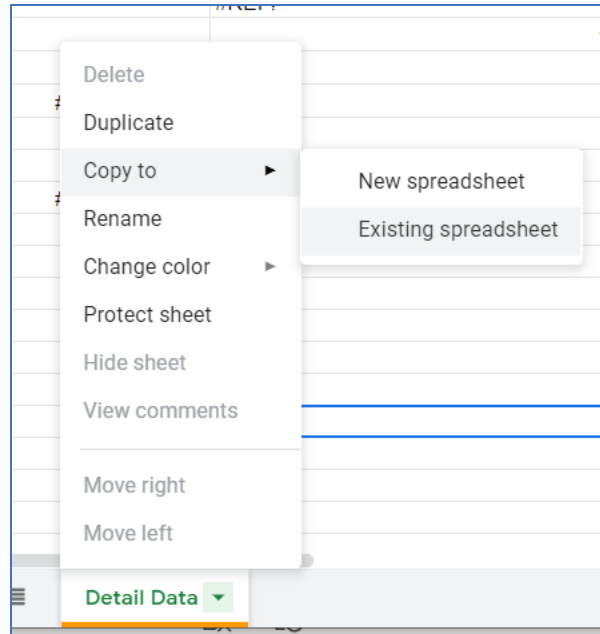 Delete
Duplicate
Copy to
New spreadsheet
Rename
Existing spreadsheet
Change color
Protect sheet
Hide sheet
View comments
Move right
Move left
Detail Data